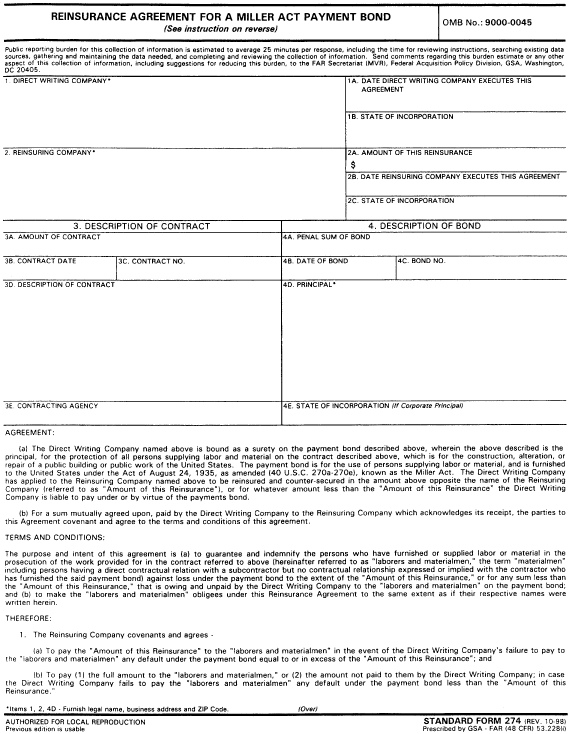 REINSURANCE AGREEMENT FOR A MILLER ACT PAYMENT BOND
(See instruction on reverse)
OMB No.: 9000-0045
Public reporting burden for this collection of information is estimated to average 25 minutes per response, including the time for reviewing instructions, searching existing data
sources, gathering and maintaining the data needed, and completing and reviewing the collection of information. Send comments regarding this burden estimate or any other
aspect of this collection of information, including suggestions for reducing this burden, to the FAR Secretariat (MVR), Federal Acquisition Policy Division, GSA, Washington,
DC 20405.
1. DIRECT WRITING COMPANY*
1A. DATE DIRECT WRITING COMPANY EXECUTES THIS
AGREEMENT
1B. STATE OF INCORPORATION
2. REINSURING COMPANY*
2A. AMOUNT OF THIS REINSURANCE
$
2B. DATE REINSURING COMPANY EXECUTES THIS AGREEMENT
2C. STATE OF INCORPORATION
3. DESCRIPTION OF CONTRACT
4. DESCRIPTION OF BOND
3A. AMOUNT OF CONTRACT
4A. PENAL SUM OF BOND
3B. CONTRACT DATE
3C. CONTRACT NO.
4B. DATE OF BOND
4C. BOND NO.
3D. DESCRIPTION OF CONTRACT
4D. PRINCIPAL*
3E. CONTRACTING AGENCY
4E. STATE OF INCORPORATION (If Corporate Principal)
AGREEMENT:
(a) The Direct Writing Company named above is bound as a surety on the payment bond described above, wherein the above described is the
principal, for the protection of all persons supplying labor and material on the contract described above, which is for the construction, alteration, or
repair of a public building or public work of the United States. The payment bond is for the use of persons supplying labor or material, and is furnished
to the United States under the Act of August 24, 1935, as amended (40 U.S.C. 270a-270e), known as the Miller Act. The Direct Writing Company
has applied to the Reinsuring Company named above to be reinsured and counter-secured in the amount above opposite the name of the Reinsuring
Company (referred to as "Amount of this Reinsurance"), or for whatever amount less than the "Amount of this Reinsurance" the Direct Writing
Company is liable to pay under or by virtue of the payments bond.
(b) For a sum mutually agreed upon, paid by the Direct Writing Company to the Reinsuring Company which acknowledges its receipt, the parties to
this Agreement covenant and agree to the terms and conditions of this agreement.
TERMS AND CONDITIONS:
The purpose and intent of this agreement is (a) to guarantee and indemnify the persons who have furnished or supplied labor or material in the
prosecution of the work provided for in the contract referred to above (hereinafter referred to as "laborers and materialmen," the term "materialmen"
including persons having a direct contractual relation with a subcontractor but no contractual relationship expressed or implied with the contractor who
has furnished the said payment bond) against loss under the payment bond to the extent of the "Amount of this Reinsurance," or for any sum less than
the "Amount of this Reinsurance," that is owing and unpaid by the Direct Writing Company to the "laborers and materialmen" on the payment bond;
and (b) to make the "laborers and materialmen" obligees under this Reinsurance Agreement to the same extent as if their respective names were
written herein.
THEREFORE:
1. The Reinsuring Company covenants and agrees -
(a) To pay the "Amount of this Reinsurance" to the "laborers and materialmen" in the event of the Direct Writing Company's failure to pay to
the "laborers and materialmen" any default under the payment bond equal to or in excess of the "Amount of this Reinsurance"; and
(b) To pay (1) the full amount to the "laborers and materialmen," or (2) the amount not paid to them by the Direct Writing Company; in case
the Direct Writing Company fails to pay the "laborers and materialmen" any default under the payment bond less than the "Amount of this
Reinsurance."
*Items 1, 2, 4D - Furnish legal name, business address and ZIP Code.
(Over)
AUTHORIZED FOR LOCAL REPRODUCTION
Previous edition is usable
STANDARD FORM 274 (REV. 10-98)
Prescribed by GSA - FAR (48 CFR) 53.228(i)